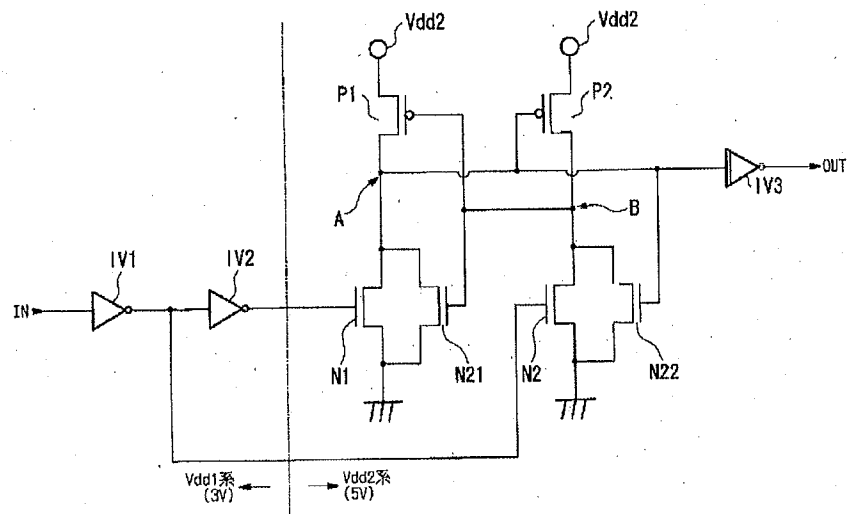 Vdd2
Vdd2
P1
P2
A
B
OUT
IV3
IV1
IV2
IN
N1
N21
N2
N22
Vdd1系
(3V)
Vdd2系
(5V)